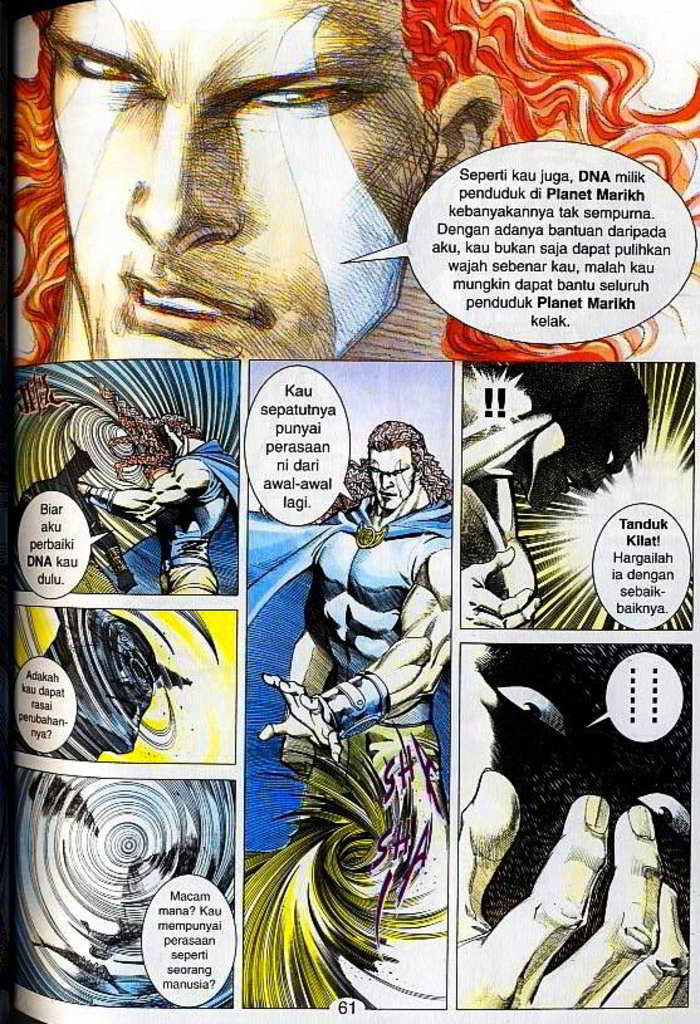 Seperti kau juga, DNA milik
penduduk di Planet Marikh
kebanyakannya tak sempurna.
Dengan adanya bantuan daripada
aku, kau bukan saja dapat pulihkan
wajah sebenar kau, malah kau
mungkin dapat bantu seluruh
penduduk Planet Marikh
kelak.
Biar
aku
perbaiki
DNA kau
dulu.
Adakah
kau dapat
rasai
perubahan-
nya?
Macam
mana? Kau
mempunyai
perasaan
seperti
seorang
manusia?
Kau
sepatutnya
punyai
perasaan
ni dari
awal-awal
lagi.
SHY
SHA
!!
Tanduk
Kilat!
Hargailah
ia dengan
sebaik-
baiknya.
61